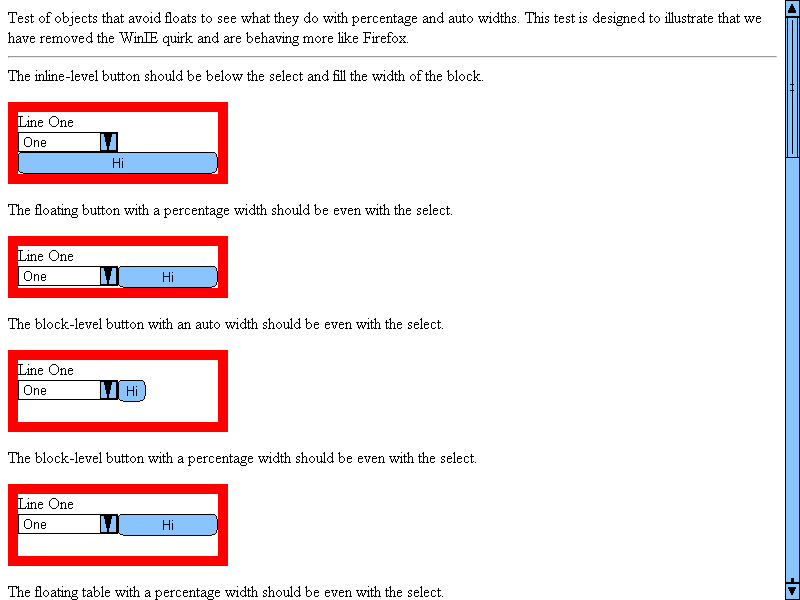 Test of objects that avoid floats to see what they do with percentage and auto widths. This test is designed to illustrate that we
have removed the WinIE quirk and are behaving more like Firefox.
The inline-level button should be below the select and fill the width of the block.
Line One
One
Hi
The floating button with a percentage width should be even with the select.
Line One
One Hi
The block-level button with an auto width should be even with the select.
Line One
One Hi
The block-level button with a percentage width should be even with the select.
Line One
One Hi
The floating table with a percentage width should be even with the select.